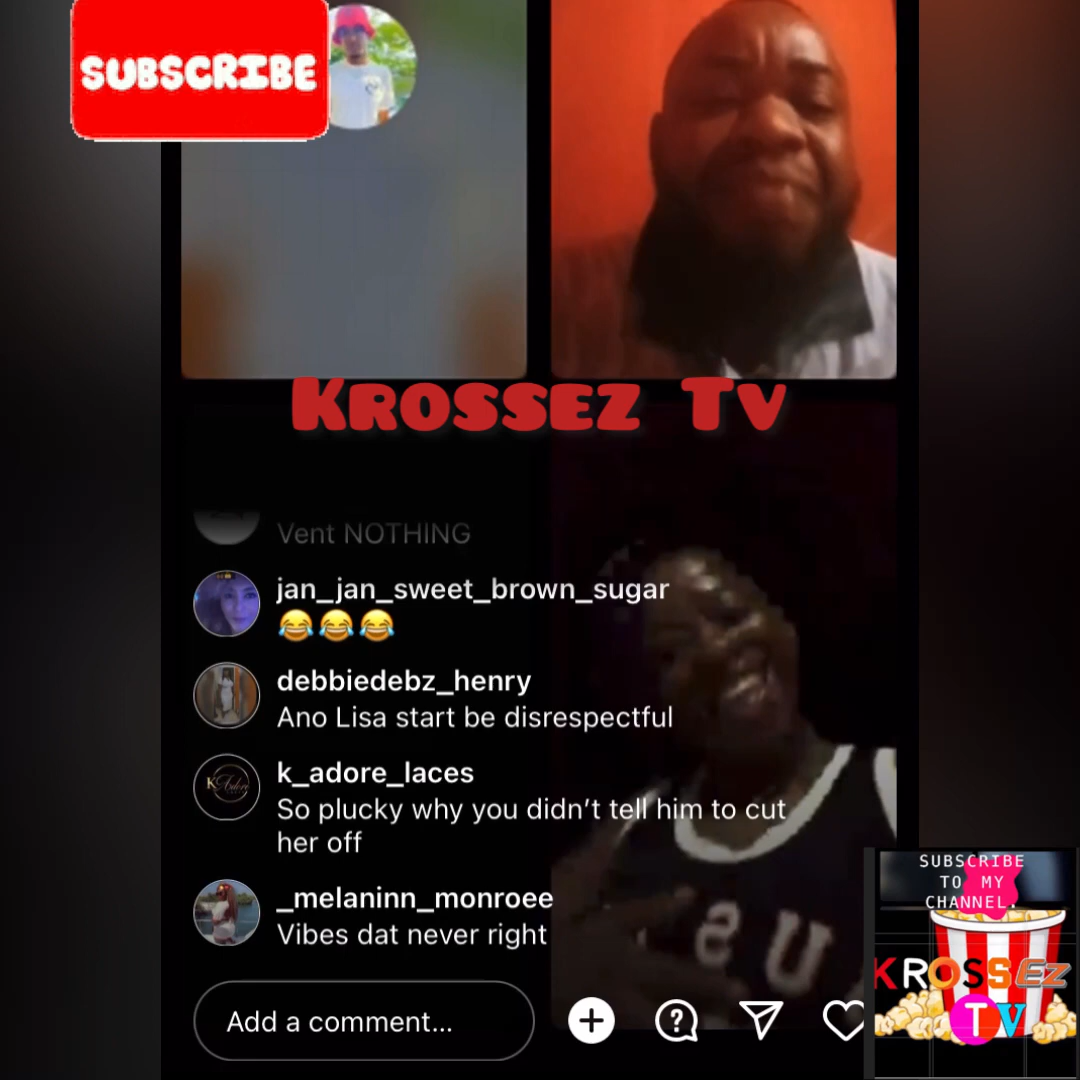 SUBSCRIBE
KROSSEZ TV
Vent NOTHING
jan_jan_sweet_brown_sugar
😂😂😂
debbiedebz_henry
Ano Lisa start be disrespectful
k_adore_laces
So plucky why you didn't tell him to cut
her off
_melaninn_monroee
Vibes dat never right
Add a comment...
SUBSCRIBE
TO MY
CHANNEL.
KROSSEZ
TV